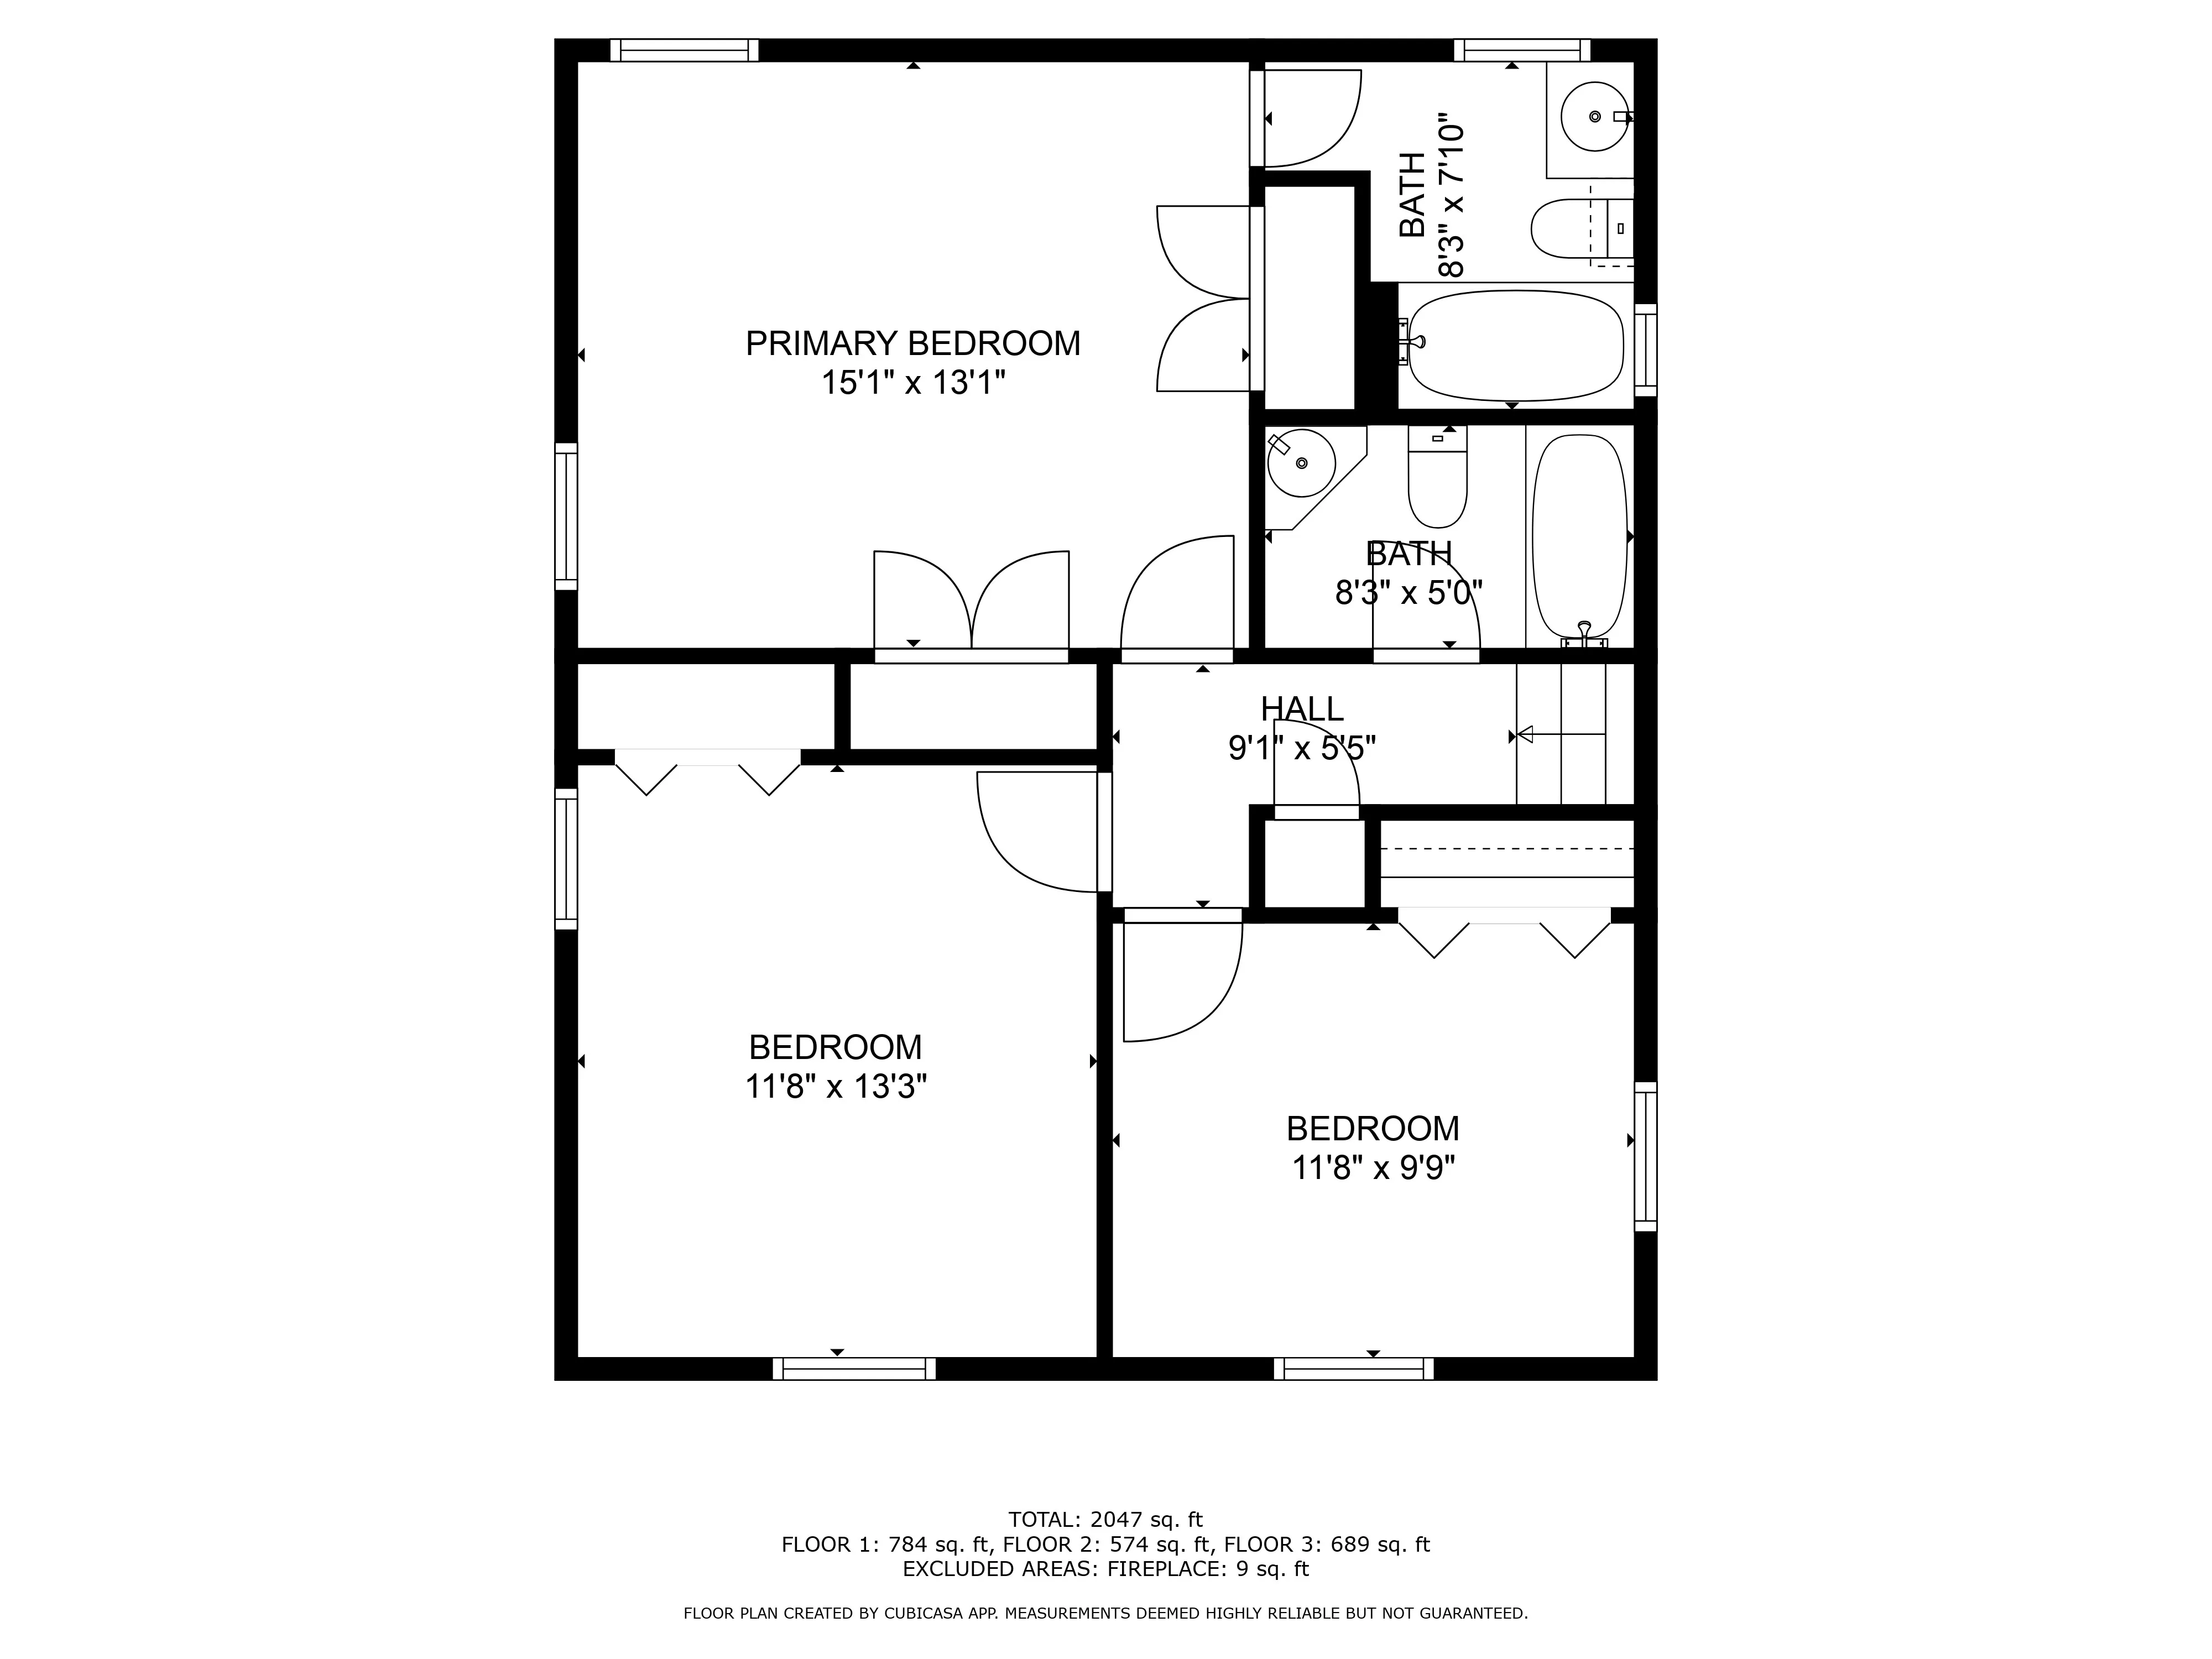 BATH
8'3" x 7'10"
PRIMARY BEDROOM
15'1" x 13'1"
BATH
8'3" x 5'0"
HALL
9'1" x 5'5"
BEDROOM
11'8" x 13'3"
BEDROOM
11'8" x 9'9"
TOTAL: 2047 sq. ft
FLOOR 1: 784 sq. ft, FLOOR 2: 574 sq. ft, FLOOR 3: 689 sq. ft
EXCLUDED AREAS: FIREPLACE: 9 sq. ft
FLOOR PLAN CREATED BY CUBICASA APP. MEASUREMENTS DEEMED HIGHLY RELIABLE BUT NOT GUARANTEED.